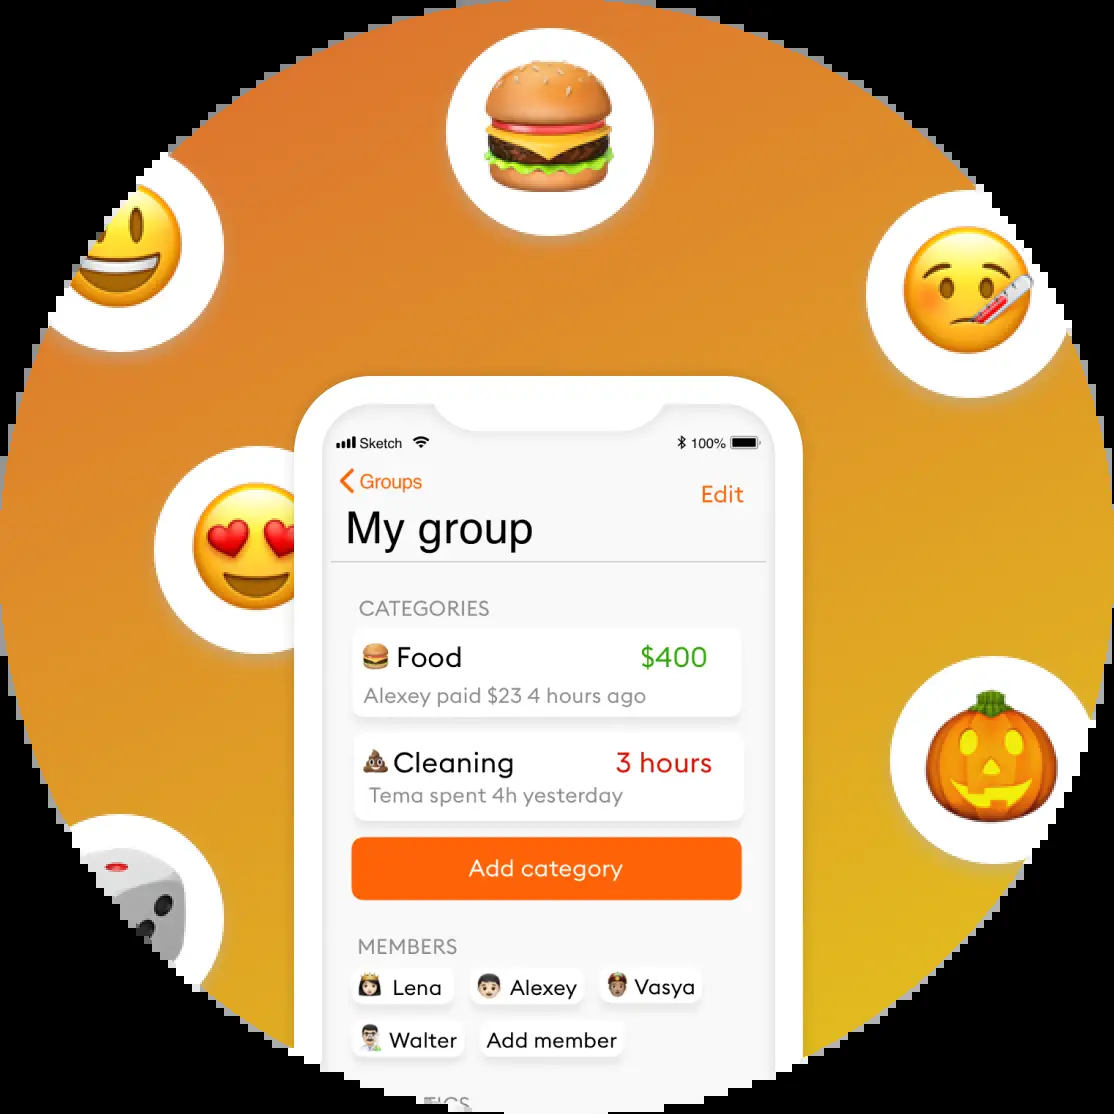 Sketch 100%
Groups
Edit
My group
CATEGORIES
Food $400
Alexey paid $23 4 hours ago
Cleaning 3 hours
Tema spent 4h yesterday
Add category
MEMBERS
Lena Alexey Vasya
Walter Add member